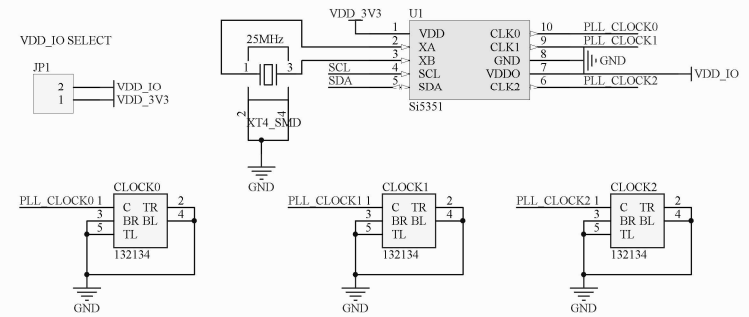 VDD_IO SELECT
JP1
2 VDD_IO
1 VDD_3V3
25MHz
1 3
2 4
XT4_SMD
GND
VDD_3V3
SCL
SDA
U1
1 VDD CLK0 10 PLL_CLOCK0
2 XA CLK1 9 PLL_CLOCK1
3 XB GND 8 GND
4 SCL VDDO 7 VDD_IO
5 SDA CLK2 6 PLL_CLOCK2
Si5351
CLOCK0
PLL_CLOCK0 1 C TR 2
3 BR BL 4
5 TL
132134
GND
CLOCK1
PLL_CLOCK1 1 C TR 2
3 BR BL 4
5 TL
132134
GND
CLOCK2
PLL_CLOCK2 1 C TR 2
3 BR BL 4
5 TL
132134
GND